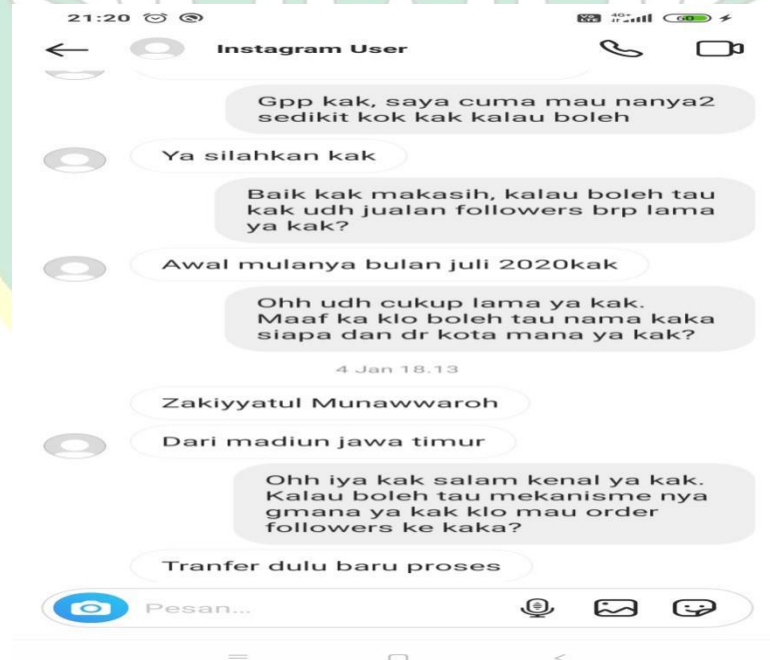 21:20
60
Instagram User
Gpp kak, saya cuma mau nanya2
sedikit kok kak kalau boleh
Ya silahkan kak
Baik kak makasih, kalau boleh tau
kak udh jualan followers brp lama
ya kak?
Awal mulanya bulan juli 2020kak
Ohh udh cukup lama ya kak.
Maaf ka klo boleh tau nama kaka
siapa dan dr kota mana ya kak?
4 Jan 18.13
Zakiyyatul Munawwaroh
Dari madiun jawa timur
Ohh iya kak salam kenal ya kak.
Kalau boleh tau mekanisme nya
gmana ya kak klo mau order
followers ke kaka?
Tranfer dulu baru proses
Pesan...